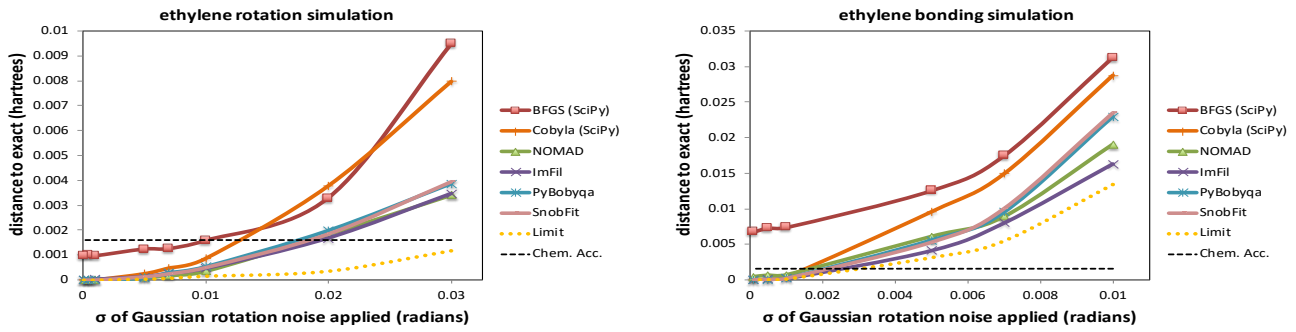 ethylene rotation simulation
distance to exact (hartrees)
0.01
0.009
0.008
0.007
0.006
0.005
0.004
0.003
0.002
0.001
0
0
0.01
0.02
0.03
σ of Gaussian rotation noise applied (radians)
BFGS (SciPy)
Cobyla (SciPy)
NOMAD
ImFil
PyBobyqa
SnobFit
Limit
Chem. Acc.
ethylene bonding simulation
distance to exact (hartrees)
0.035
0.03
0.025
0.02
0.015
0.01
0.005
0
0
0.002
0.004
0.006
0.008
0.01
σ of Gaussian rotation noise applied (radians)
BFGS (SciPy)
Cobyla (SciPy)
NOMAD
ImFil
PyBobyqa
SnobFit
Limit
Chem. Acc.